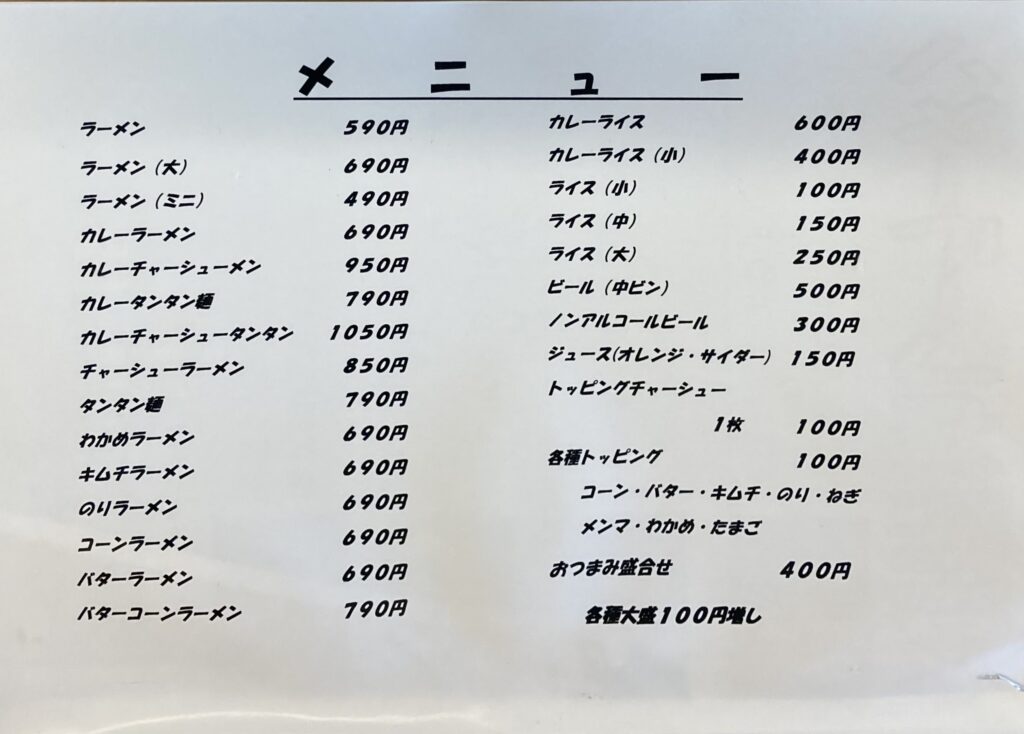 メニュー
ラーメン 590円
ラーメン（大） 690円
ラーメン（ミニ） 490円
カレーラーメン 690円
カレーチャーシューメン 950円
カレータンタン麺 790円
カレーチャーシュータンタン 1050円
チャーシューラーメン 850円
タンタン麺 790円
わかめラーメン 690円
キムチラーメン 690円
のりラーメン 690円
コーンラーメン 690円
バターラーメン 690円
バターコーンラーメン 790円
カレーライス 600円
カレーライス（小） 400円
ライス（小） 100円
ライス（中） 150円
ライス（大） 250円
ビール（中ビン） 500円
ノンアルコールビール 300円
ジュース(オレンジ・サイダー) 150円
トッピングチャーシュー
1枚 100円
各種トッピング 100円
コーン・バター・キムチ・のり・ねぎ
メンマ・わかめ・たまご
おつまみ盛合せ 400円
各種大盛１００円増し